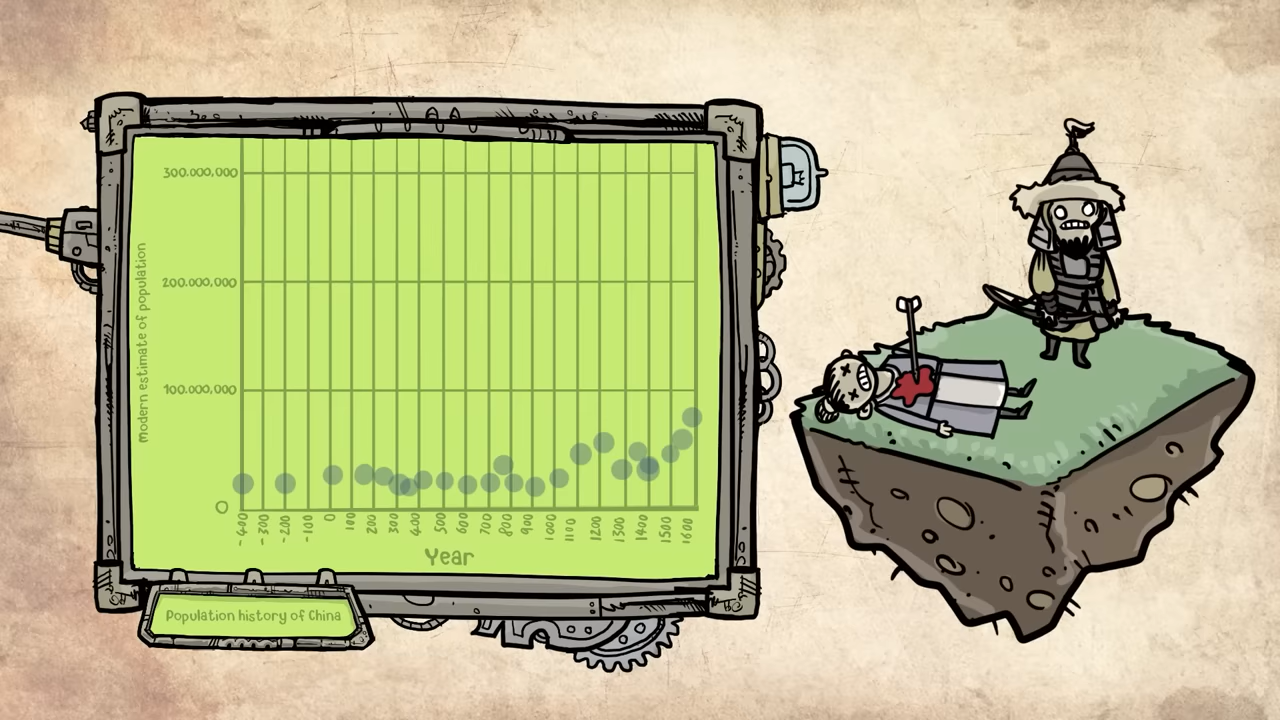 300.000,000
200.000,000
100.000,000
0
Modern estimate of population
-400 -300 -200 -100 0 100 200 300 400 500 600 700 800 900 1000 1100 1200 1300 1400 1500 1600
Year
Population history of China